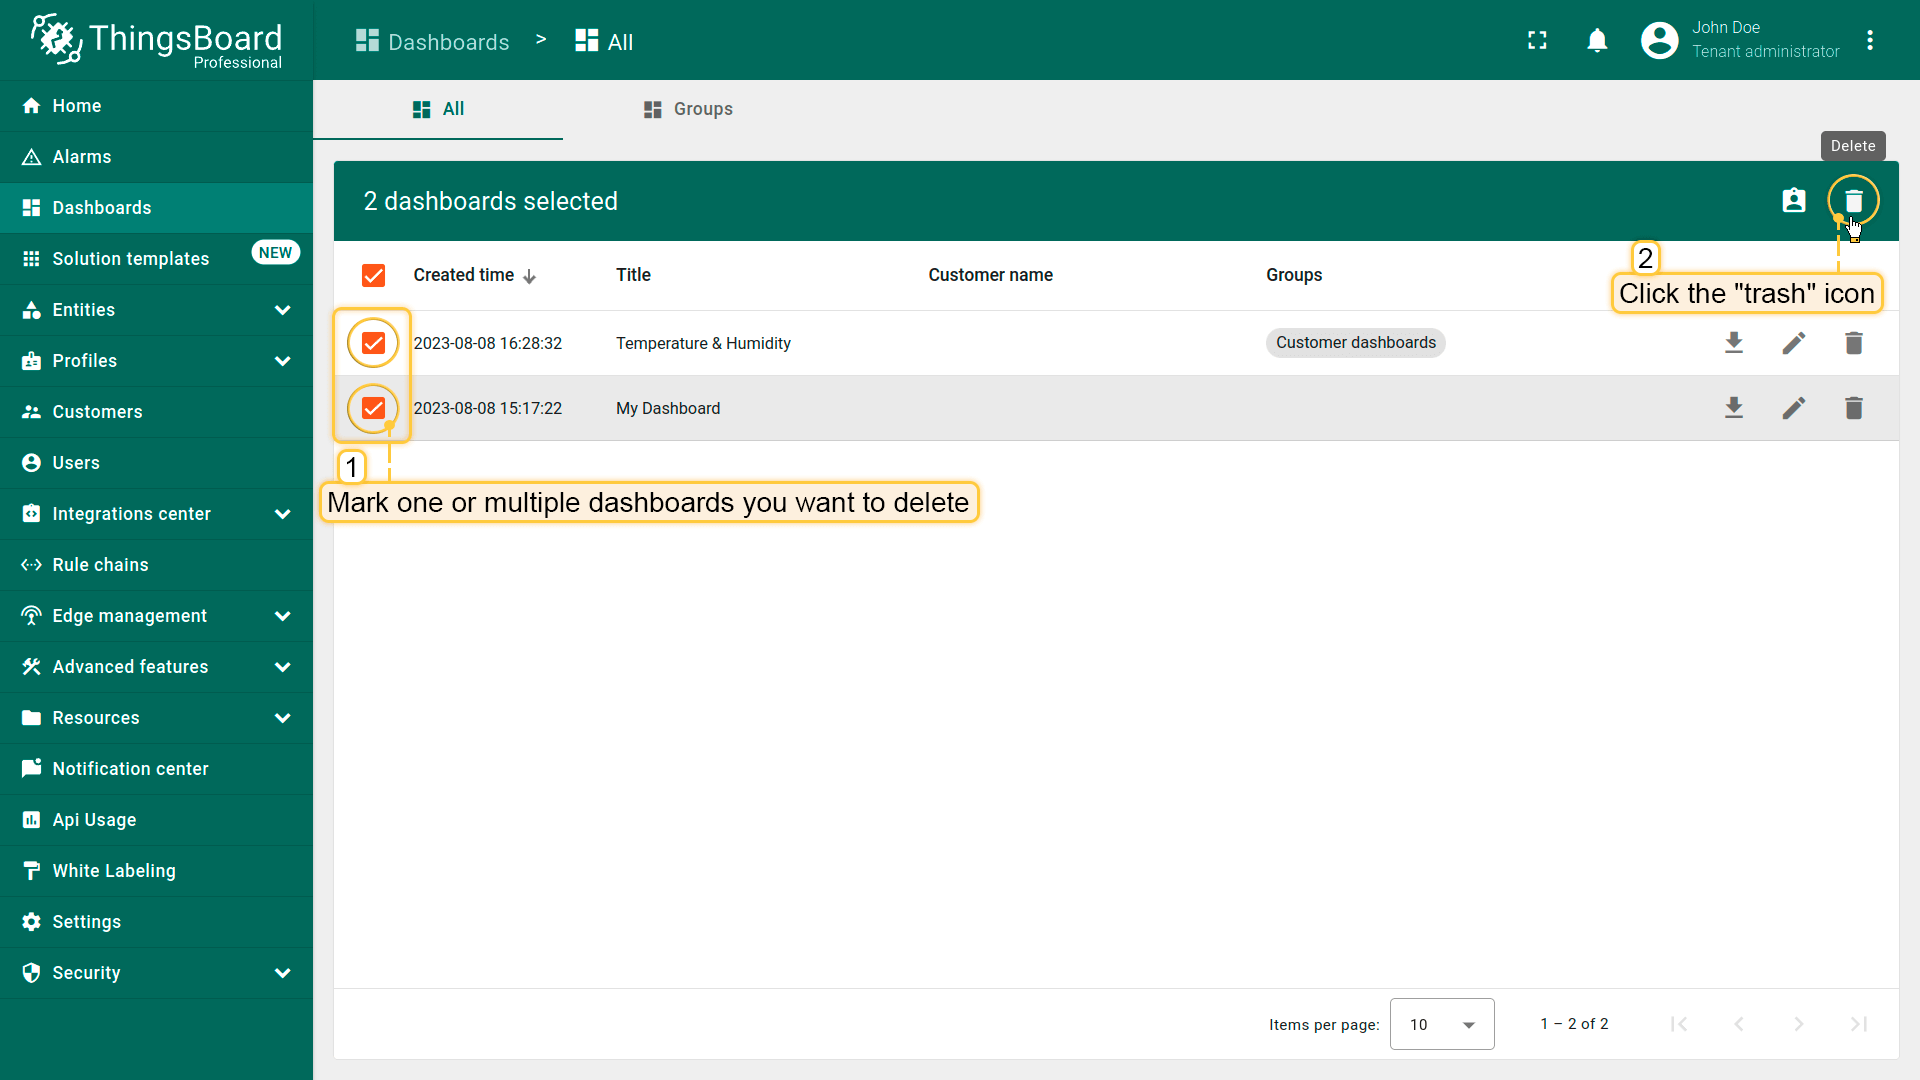 ThingsBoard
Professional
Dashboards > All
John Doe
Tenant administrator
Home
Alarms
Dashboards
Solution templates NEW
Entities
Profiles
Customers
Users
Integrations center
Rule chains
Edge management
Advanced features
Resources
Notification center
Api Usage
White Labeling
Settings
Security
All Groups
Delete
2 dashboards selected
Created time Title Customer name Groups
2
Click the "trash" icon
2023-08-08 16:28:32 Temperature & Humidity Customer dashboards
2023-08-08 15:17:22 My Dashboard
1
Mark one or multiple dashboards you want to delete
Items per page: 10 1 – 2 of 2